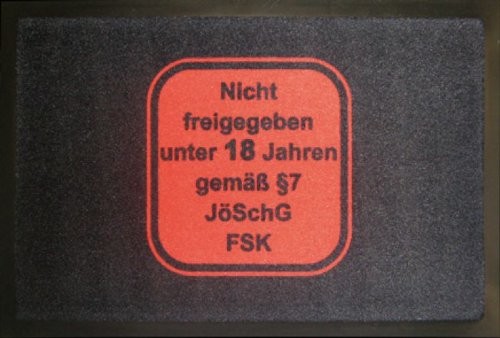 Nicht
freigegeben
unter 18 Jahren
gemäß §7
JöSchG
FSK